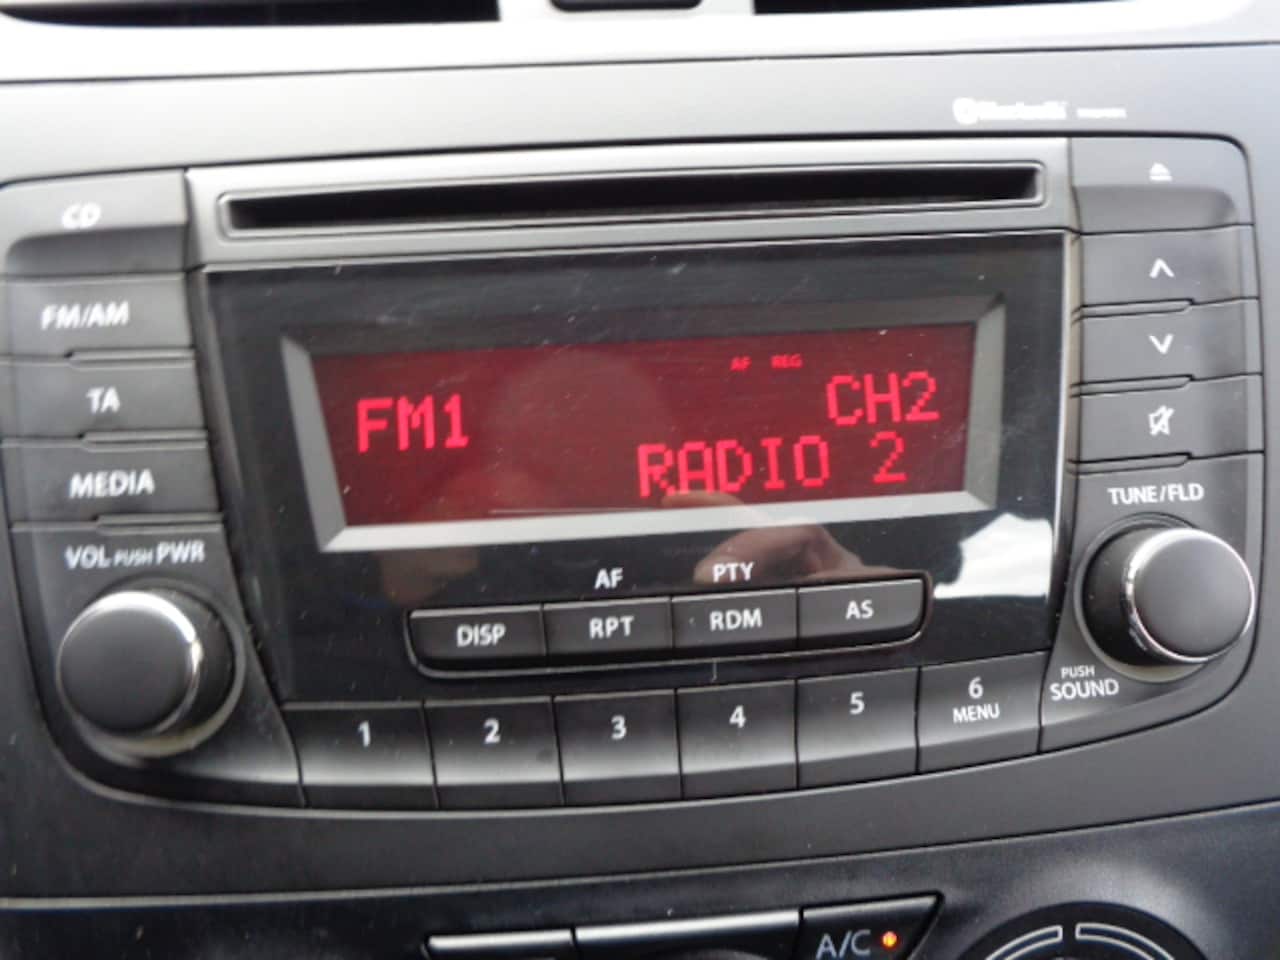 CD
FM/AM
TA
MEDIA
VOL PUSH PWR
AF REG
FM1 CH2
RADIO 2
AF PTY
DISP RPT RDM AS
1 2 3 4 5 6
MENU
TUNE/FLD
PUSH
SOUND
A/C